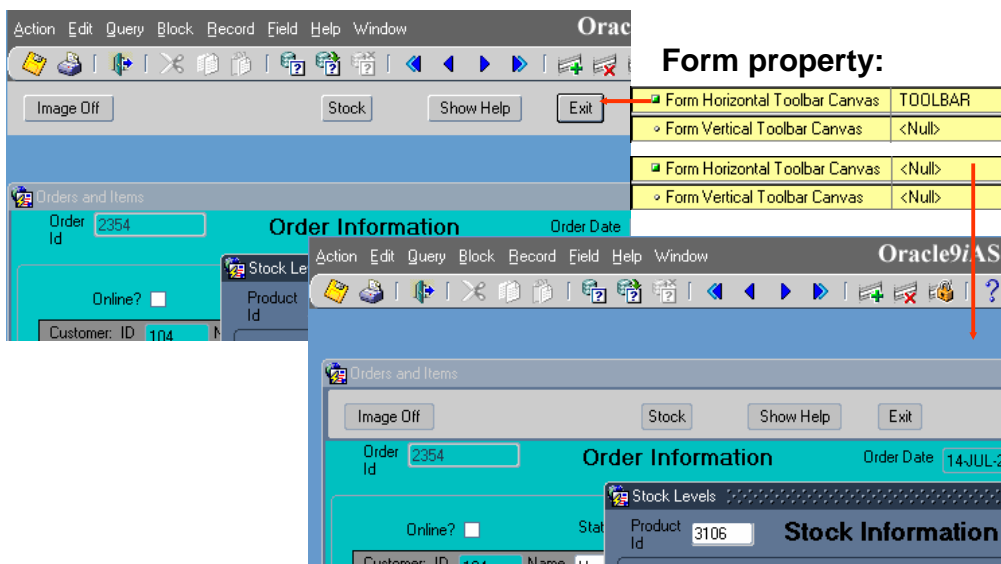 Action Edit Query Block Record Field Help Window Orac
Form property:
Image Off Stock Show Help Exit
Form Horizontal Toolbar Canvas TOOLBAR
Form Vertical Toolbar Canvas <Null>
Form Horizontal Toolbar Canvas <Null>
Form Vertical Toolbar Canvas <Null>
Orders and Items
Order Id 2354 Order Information Order Date
Stock Le
Online? Product Id
Customer: ID 104 N
Action Edit Query Block Record Field Help Window Oracle9iAS
Orders and Items
Image Off Stock Show Help Exit
Order Id 2354 Order Information Order Date 14-JUL-2
Stock Levels
Online? Stat Product Id 3106 Stock Information
Customer: ID 104 Name